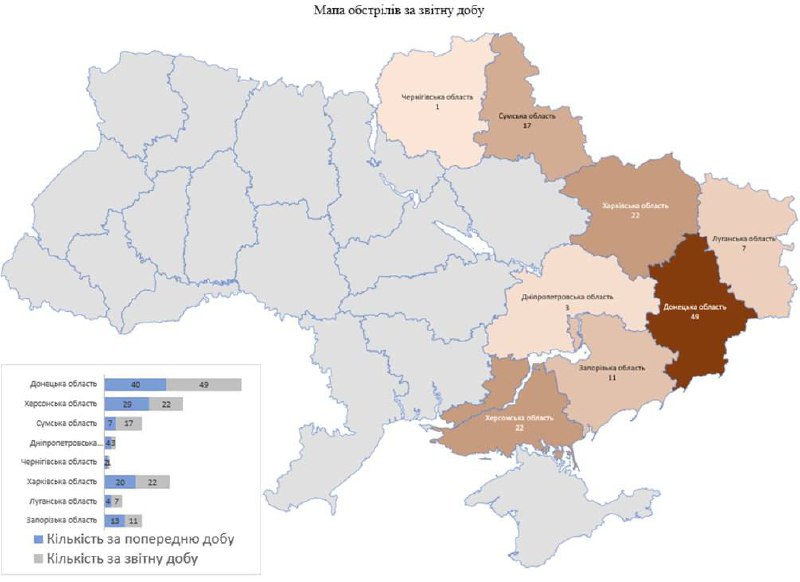 Мапа обстрілів за звітну добу
Чернігівська область
1
Сумська область
17
Харківська область
22
Луганська область
7
Дніпропетровська область
3
Донецька область
49
Запорізька область
11
Херсонська область
22
Донецька область 40 49
Херсонська область 29 22
Сумська область 7 17
Дніпропетровська... 4 3
Чернігівська область 1
Харківська область 20 22
Луганська область 4 7
Запорізька область 13 11
Кількість за попередню добу
Кількість за звітну добу